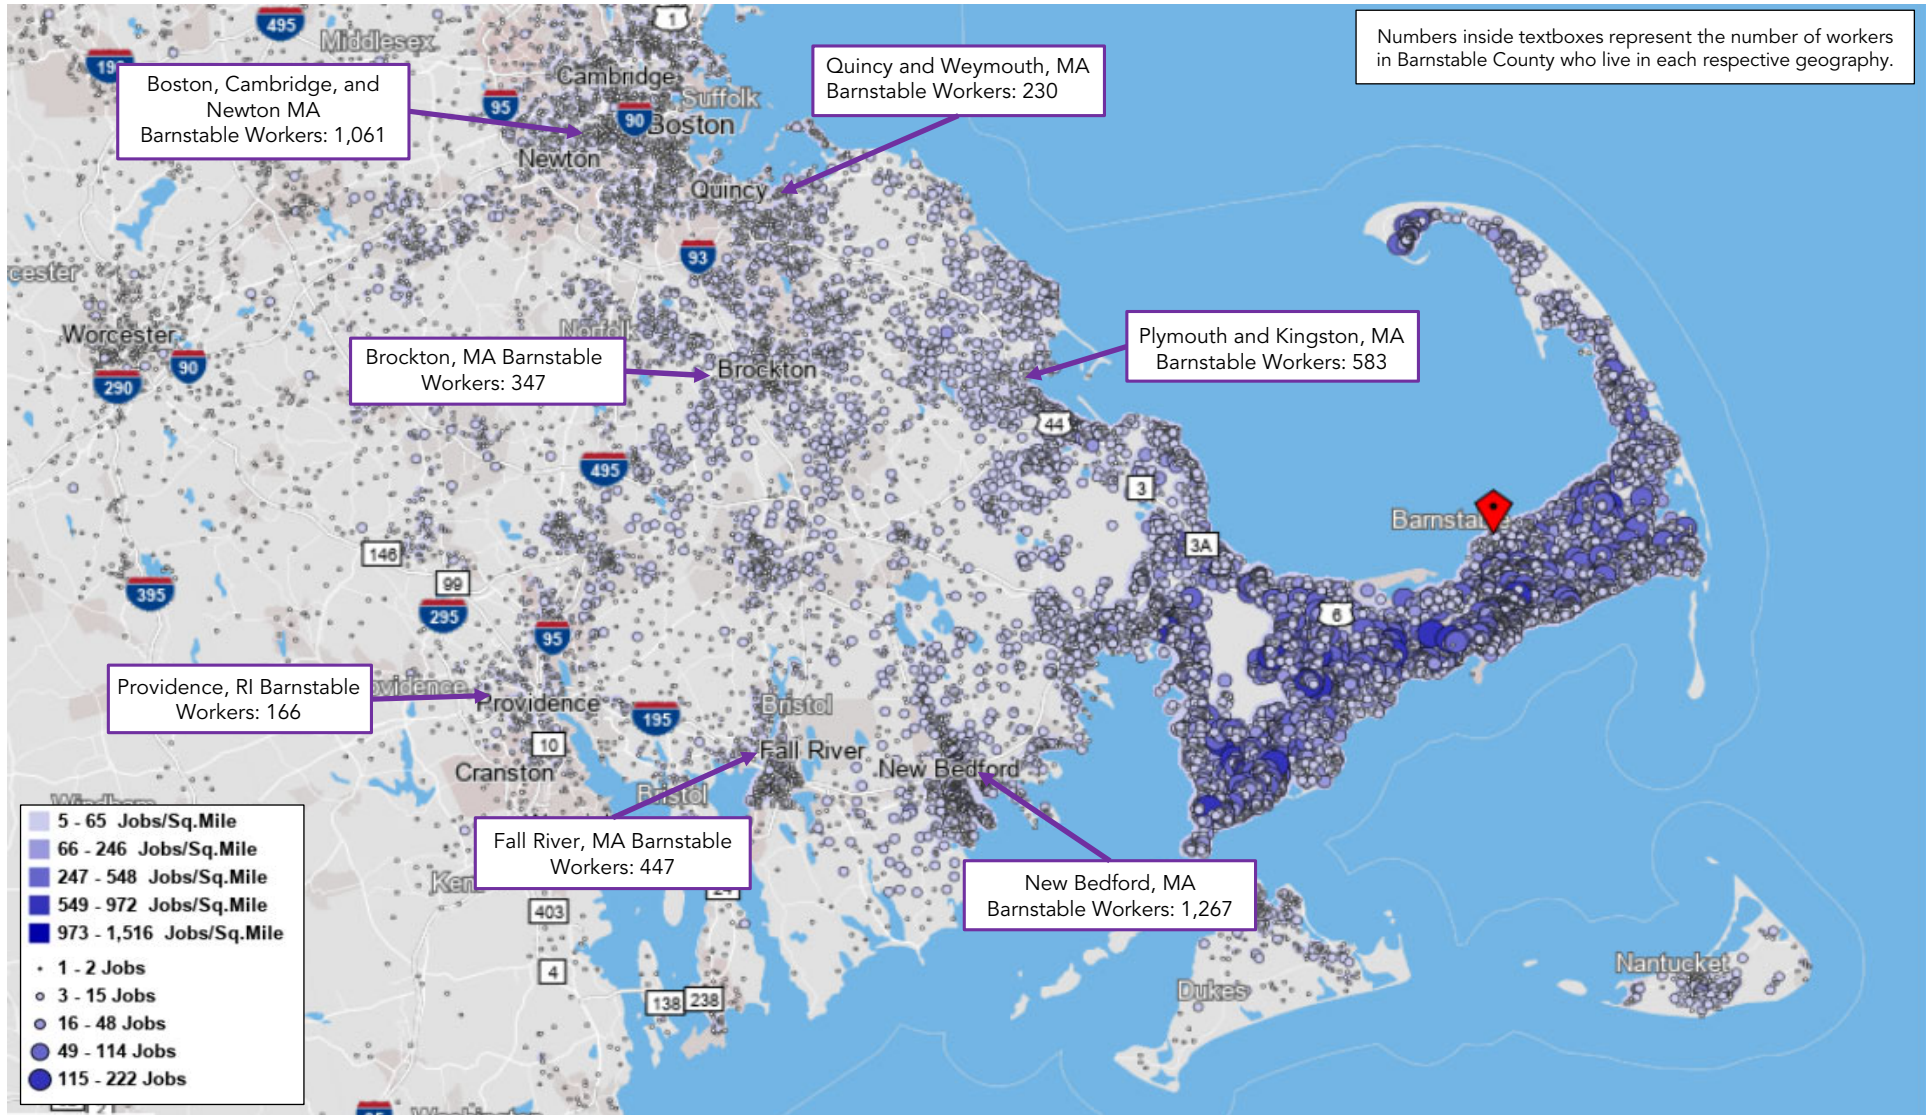 Numbers inside textboxes represent the number of workers
in Barnstable County who live in each respective geography.
495
Middlesex
1
Boston, Cambridge, and
Newton MA
Barnstable Workers: 1,061
Quincy and Weymouth, MA
Barnstable Workers: 230
Cambridge
95
Suffolk
90
Boston
Newton
Quincy
93
Worcester
90
290
Norfolk
Brockton, MA Barnstable
Workers: 347
Brockton
Plymouth and Kingston, MA
Barnstable Workers: 583
44
495
3
Barnstable
3A
146
99
395
295
95
6
Providence, RI Barnstable
Workers: 166
Providence
195
Bristol
10
Fall River
Cranston
New Bedford
Bristol
Fall River, MA Barnstable
Workers: 447
New Bedford, MA
Barnstable Workers: 1,267
403
4
138
238
Dukes
Nantucket
5 - 65 Jobs/Sq.Mile
66 - 246 Jobs/Sq.Mile
247 - 548 Jobs/Sq.Mile
549 - 972 Jobs/Sq.Mile
973 - 1,516 Jobs/Sq.Mile
1 - 2 Jobs
3 - 15 Jobs
16 - 48 Jobs
49 - 114 Jobs
115 - 222 Jobs